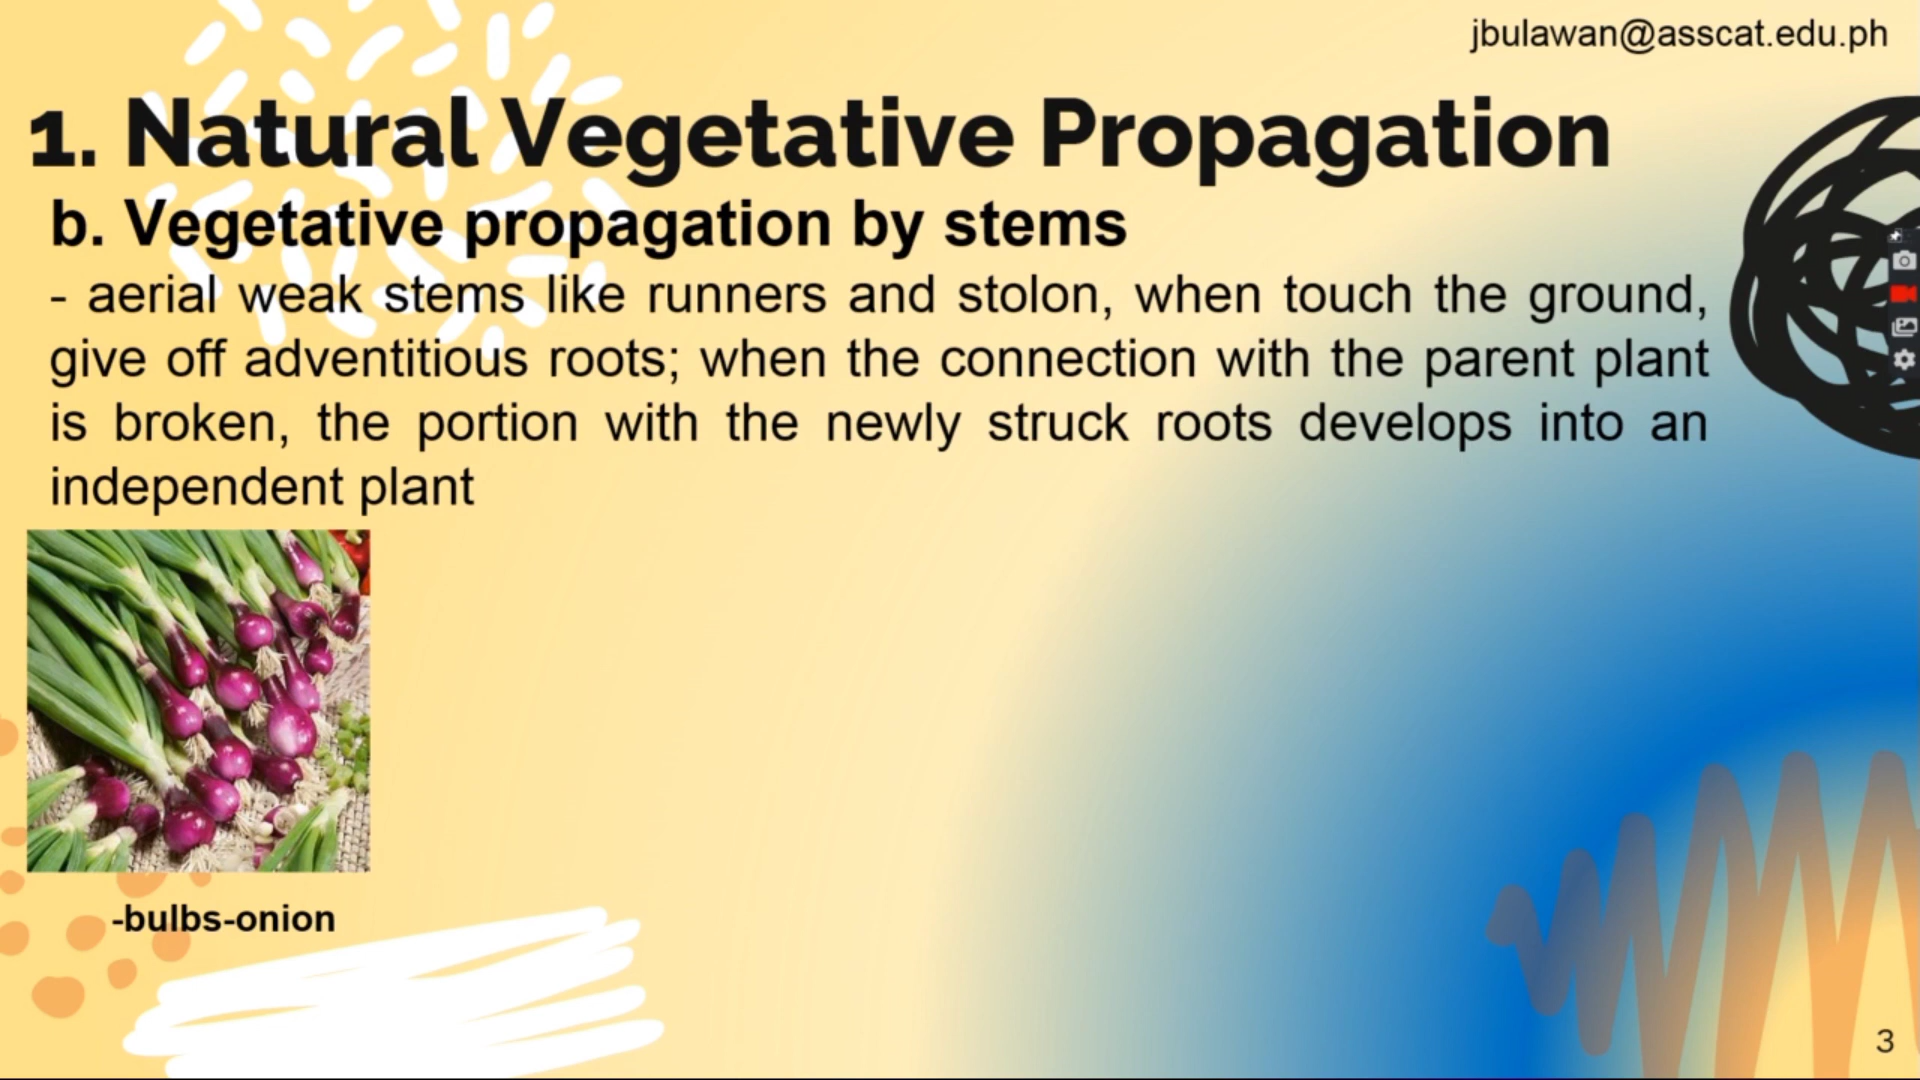 jbulawan@asscat.edu.ph
1. Natural Vegetative Propagation
b. Vegetative propagation by stems
- aerial weak stems like runners and stolon, when touch the ground,
give off adventitious roots; when the connection with the parent plant
is broken, the portion with the newly struck roots develops into an
independent plant
-bulbs-onion
3